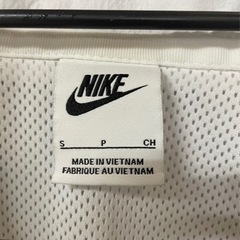 NIKE
S P CH
MADE IN VIETNAM
FABRIQUE AU VIETNAM